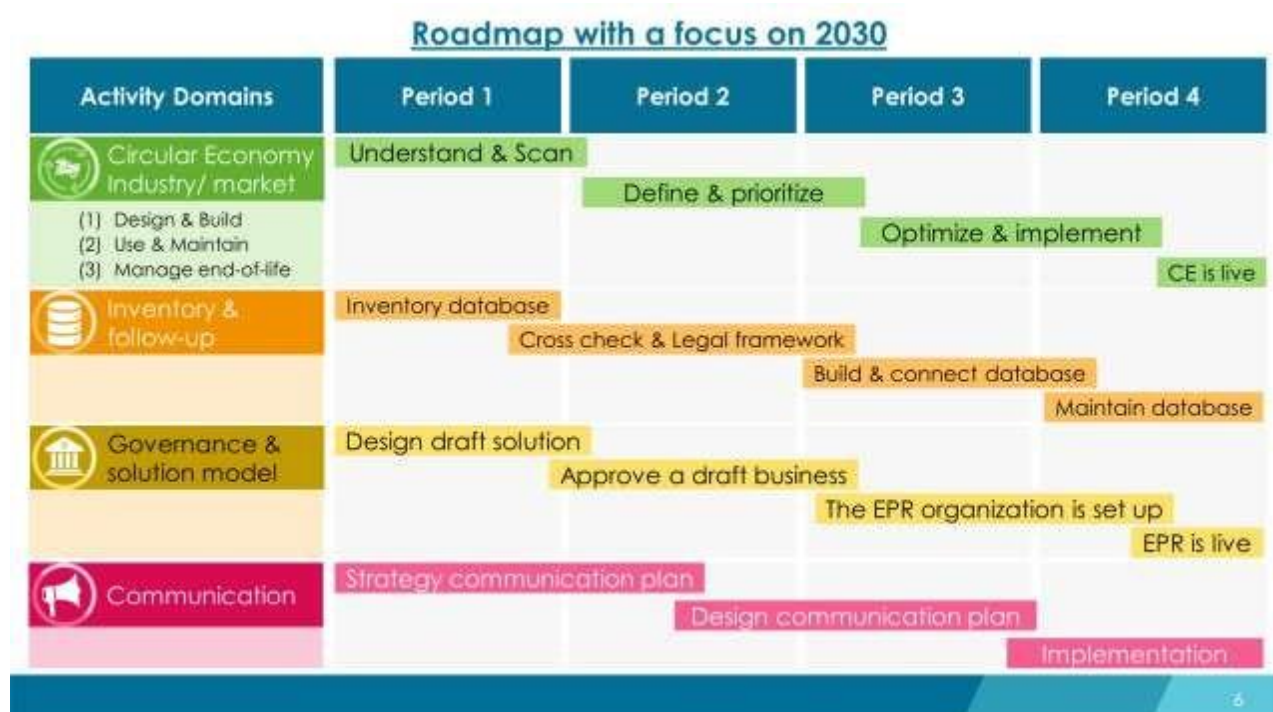 Roadmap with a focus on 2030
Activity Domains
Period 1
Period 2
Period 3
Period 4
Circular Economy
Industry/ market
(1) Design & Build
(2) Use & Maintain
(3) Manage end-of-life
Understand & Scan
Define & prioritize
Optimize & implement
CE is live
Inventory &
follow-up
Inventory database
Cross check & Legal framework
Build & connect database
Maintain database
Governance &
solution model
Design draft solution
Approve a draft business
The EPR organization is set up
EPR is live
Communication
Strategy communication plan
Design communication plan
Implementation
6